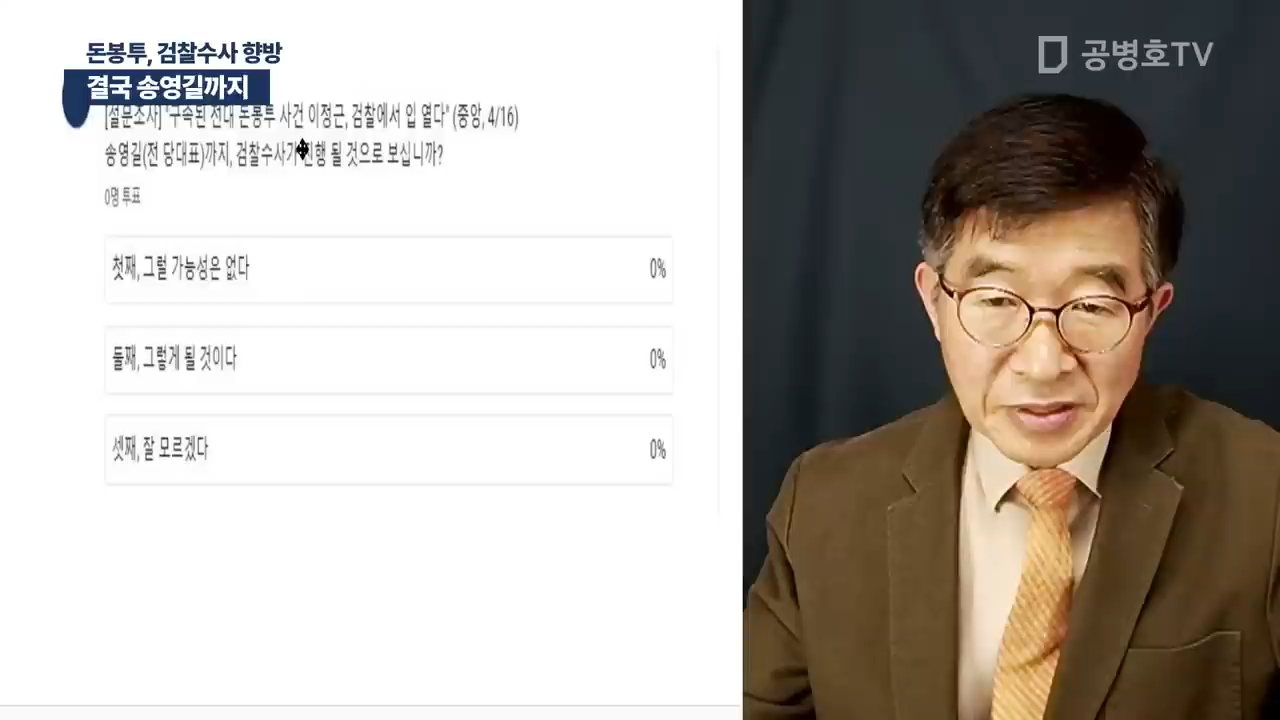 돈봉투, 검찰수사 향방
결국 송영길까지
공병호TV
[설문조사] "구속된 전대 돈봉투 사건 이정근, 검찰에서 입 열다" (중앙, 4/16)
송영길(전 당대표)까지, 검찰수사가 진행 될 것으로 보십니까?
0명 투표
첫째, 그럴 가능성은 없다 0%
둘째, 그렇게 될 것이다 0%
셋째, 잘 모르겠다 0%